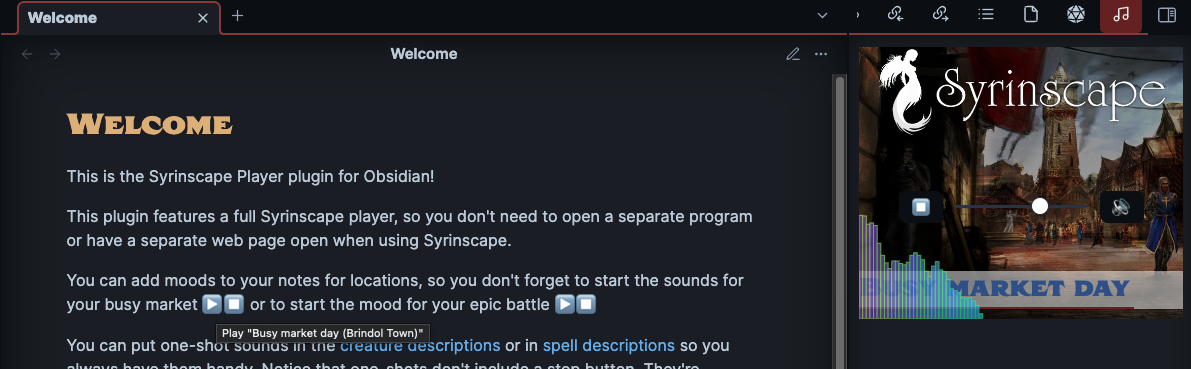 Welcome
Welcome
Syrinscape
WELCOME
This is the Syrinscape Player plugin for Obsidian!
This plugin features a full Syrinscape player, so you don't need to open a separate program
or have a separate web page open when using Syrinscape.
You can add moods to your notes for locations, so you don't forget to start the sounds for
your busy market or to start the mood for your epic battle
BUSY MARKET DAY
Play "Busy market day (Brindol Town)"
You can put one-shot sounds in the creature descriptions or in spell descriptions so you
always have them handy. Notice that one-shots don't include a stop button. They're